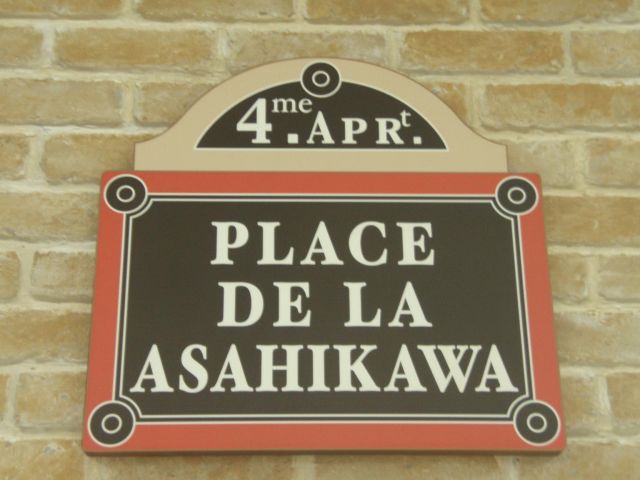 4me.APRt.
PLACE
DE LA
ASAHIKAWA